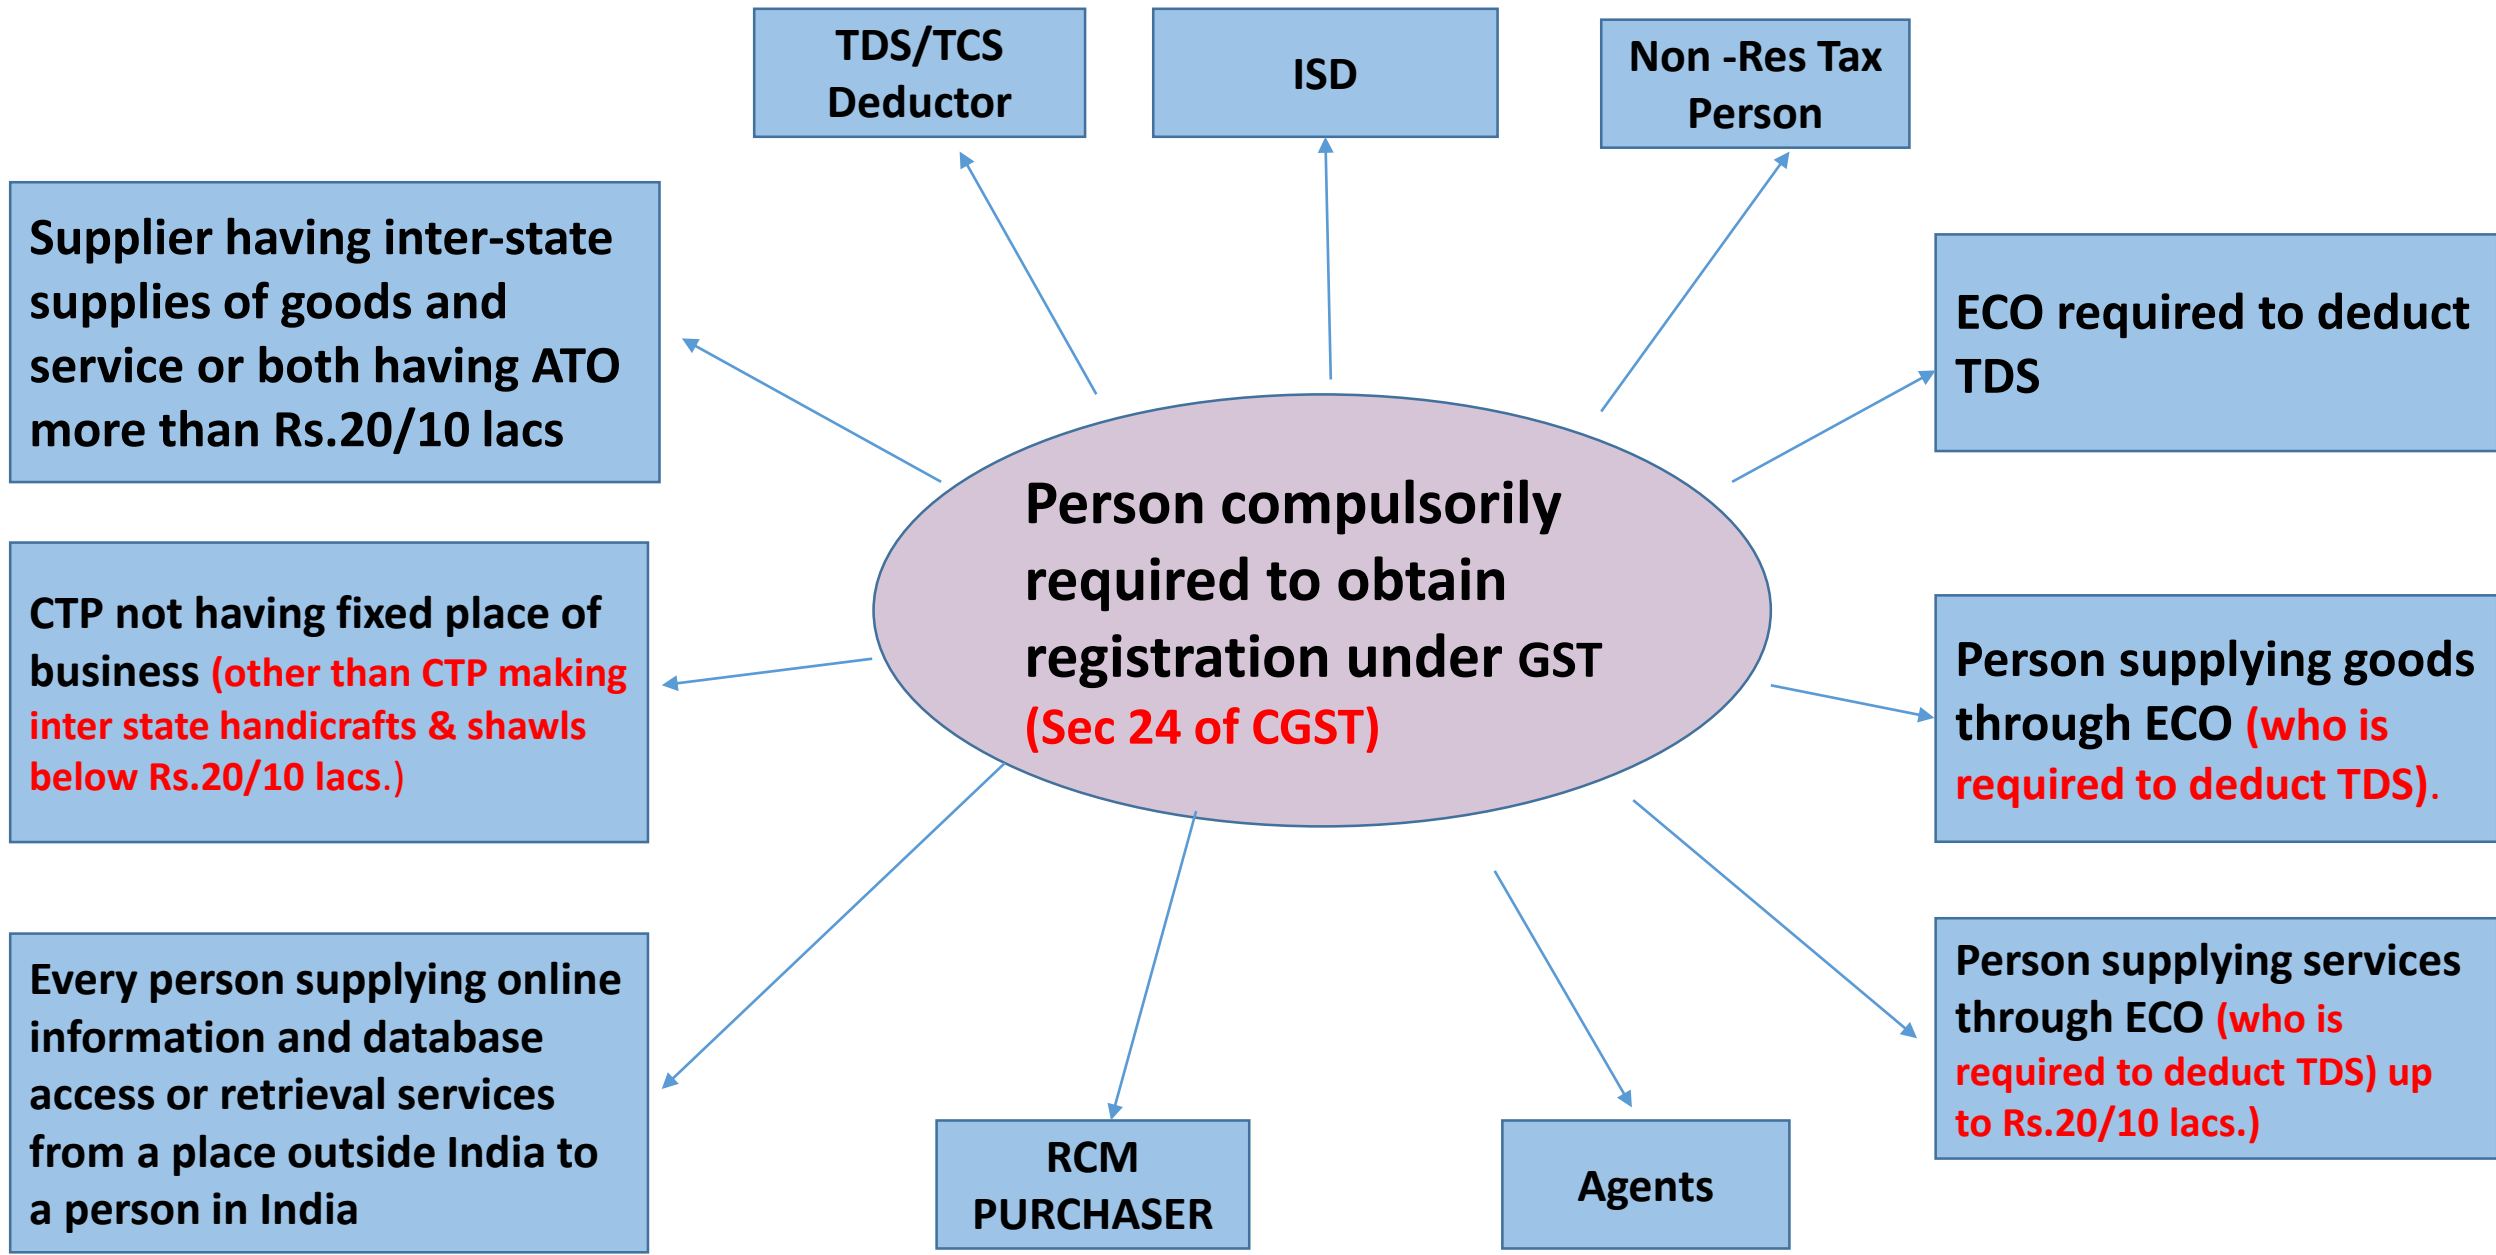 TDS/TCS
Deductor
ISD
Non -Res Tax
Person
Supplier having inter-state
supplies of goods and
service or both having ATO
more than Rs.20/10 lacs
ECO required to deduct
TDS
Person compulsorily
required to obtain
registration under GST
(Sec 24 of CGST)
CTP not having fixed place of
business (other than CTP making
inter state handicrafts & shawls
below Rs.20/10 lacs.)
Person supplying goods
through ECO (who is
required to deduct TDS).
Every person supplying online
information and database
access or retrieval services
from a place outside India to
a person in India
RCM
PURCHASER
Agents
Person supplying services
through ECO (who is
required to deduct TDS) up
to Rs.20/10 lacs.)